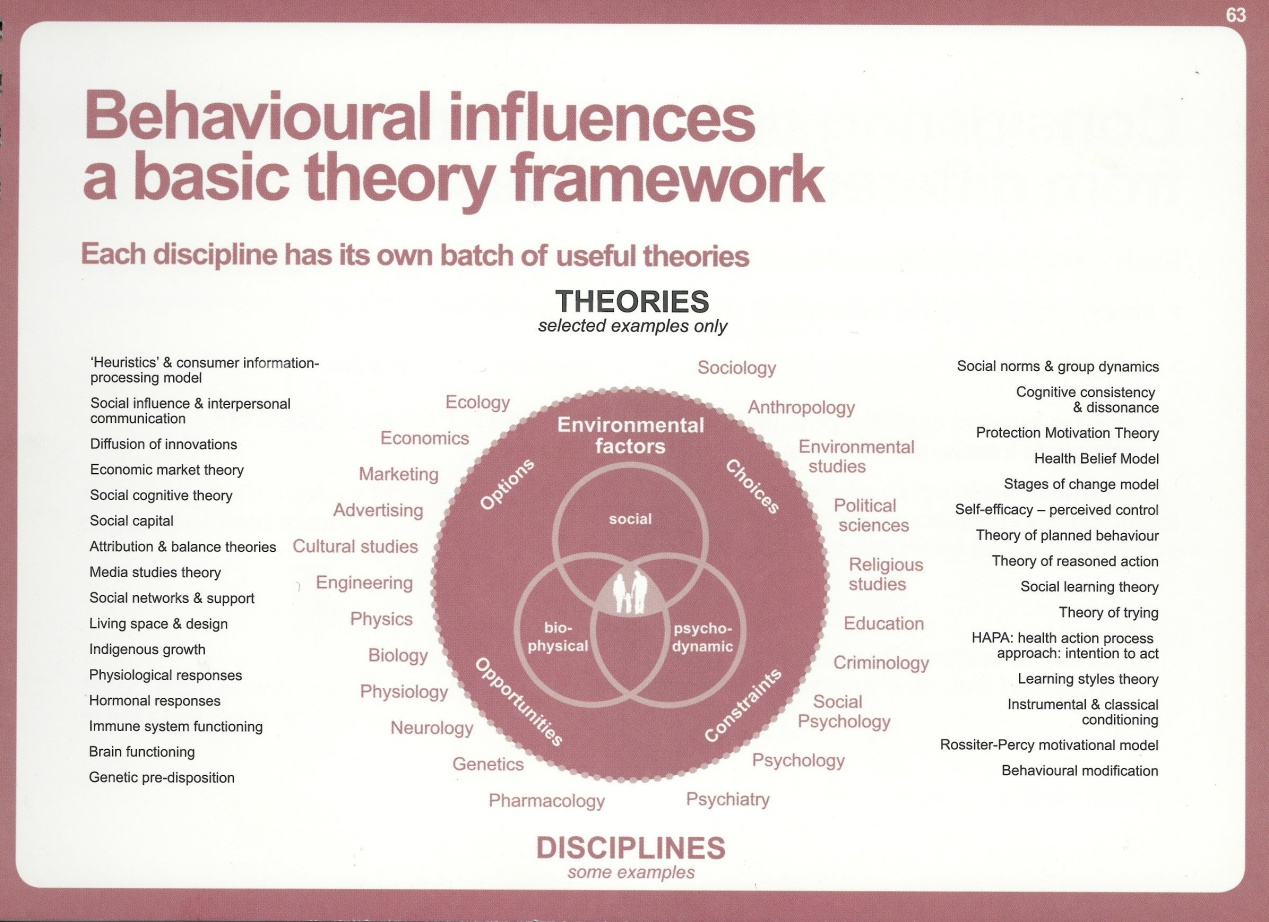 63
Behavioural influences
a basic theory framework
Each discipline has its own batch of useful theories
THEORIES
selected examples only
‘Heuristics’ & consumer information-
processing model
Social influence & interpersonal
communication
Diffusion of innovations
Economic market theory
Social cognitive theory
Social capital
Attribution & balance theories
Media studies theory
Social networks & support
Living space & design
Indigenous growth
Physiological responses
Hormonal responses
Immune system functioning
Brain functioning
Genetic pre-disposition
Ecology
Economics
Marketing
Advertising
Cultural studies
Engineering
Physics
Biology
Physiology
Neurology
Genetics
Pharmacology
Environmental
factors
Options
Choices
social
bio-
physical
psycho-
dynamic
Opportunities
Constraints
Sociology
Anthropology
Environmental
studies
Political
sciences
Religious
studies
Education
Criminology
Social
Psychology
Psychology
Psychiatry
Social norms & group dynamics
Cognitive consistency
& dissonance
Protection Motivation Theory
Health Belief Model
Stages of change model
Self-efficacy – perceived control
Theory of planned behaviour
Theory of reasoned action
Social learning theory
Theory of trying
HAPA: health action process
approach: intention to act
Learning styles theory
Instrumental & classical
conditioning
Rossiter-Percy motivational model
Behavioural modification
DISCIPLINES
some examples